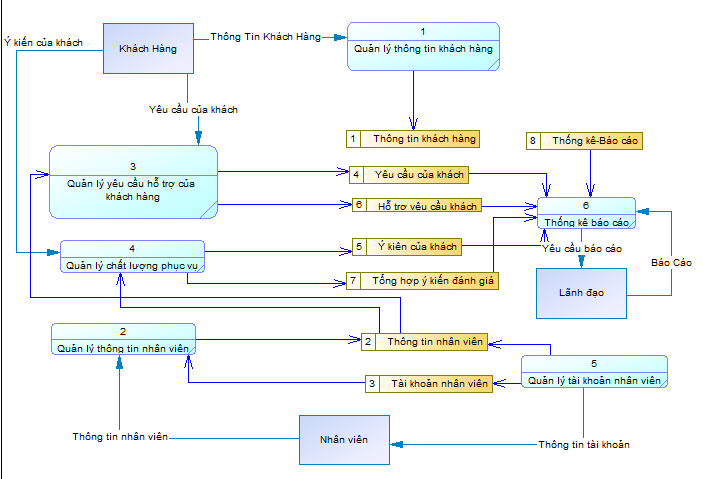 Khách Hàng
Thông Tin Khách Hàng
1
Quản lý thông tin khách hàng
Ý kiến của khách
Yêu cầu của khách
1 Thông tin khách hàng
8 Thống kê-Báo cáo
3
Quản lý yêu cầu hỗ trợ của
khách hàng
4 Yêu cầu của khách
6 Hỗ trợ yêu cầu khách
6
Thống kê báo cáo
4
Quản lý chất lượng phục vụ
5 Ý kiến của khách
7 Tổng hợp ý kiến đánh giá
Yêu cầu báo cáo
Báo Cáo
Lãnh đạo
2
Quản lý thông tin nhân viên
2 Thông tin nhân viên
3 Tài khoản nhân viên
5
Quản lý tài khoản nhân viên
Thông tin nhân viên
Nhân viên
Thông tin tài khoản